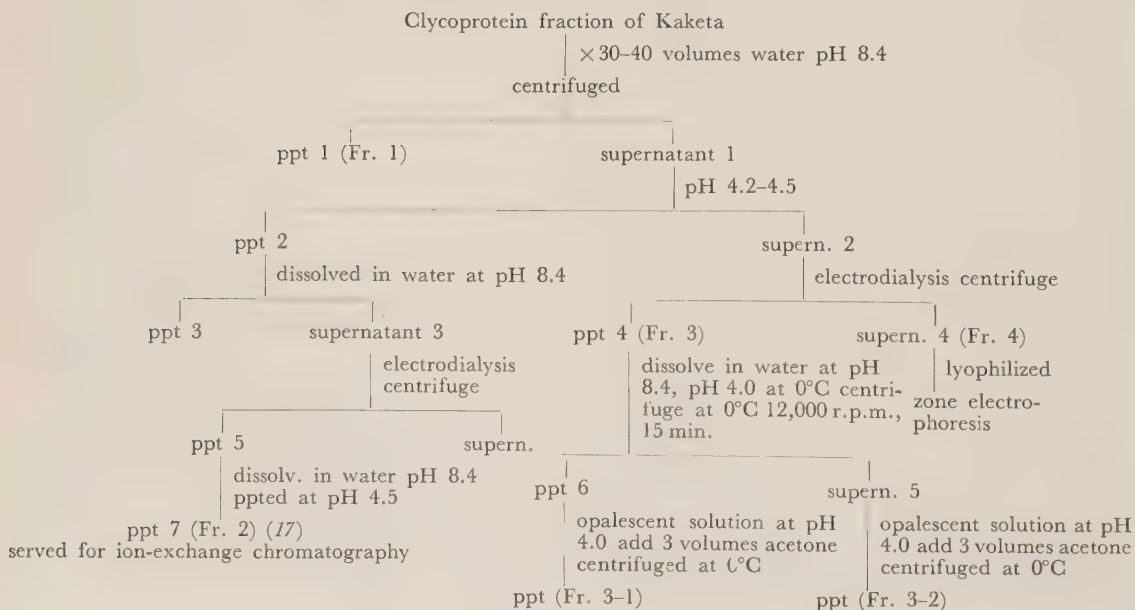 Clycoprotein fraction of Kaketa
×30–40 volumes water pH 8.4
centrifuged
ppt 1 (Fr. 1)
supernatant 1
pH 4.2–4.5
ppt 2
supern. 2
dissolved in water at pH 8.4
electrodialysis centrifuge
ppt 3
supernatant 3
ppt 4 (Fr. 3)
supern. 4 (Fr. 4)
electrodialysis
centrifuge
dissolve in water at pH
8.4, pH 4.0 at 0°C centri-
fuge at 0°C 12,000 r.p.m.,
15 min.
lyophilized
zone electro-
phoresis
ppt 5
supern.
dissolv. in water pH 8.4
ppted at pH 4.5
ppt 7 (Fr. 2) (17)
served for ion-exchange chromatography
ppt 6
supern. 5
opalescent solution at pH
4.0 add 3 volumes acetone
centrifuged at 0°C
opalescent solution at pH
4.0 add 3 volumes acetone
centrifuged at 0°C
ppt (Fr. 3–1)
ppt (Fr. 3–2)